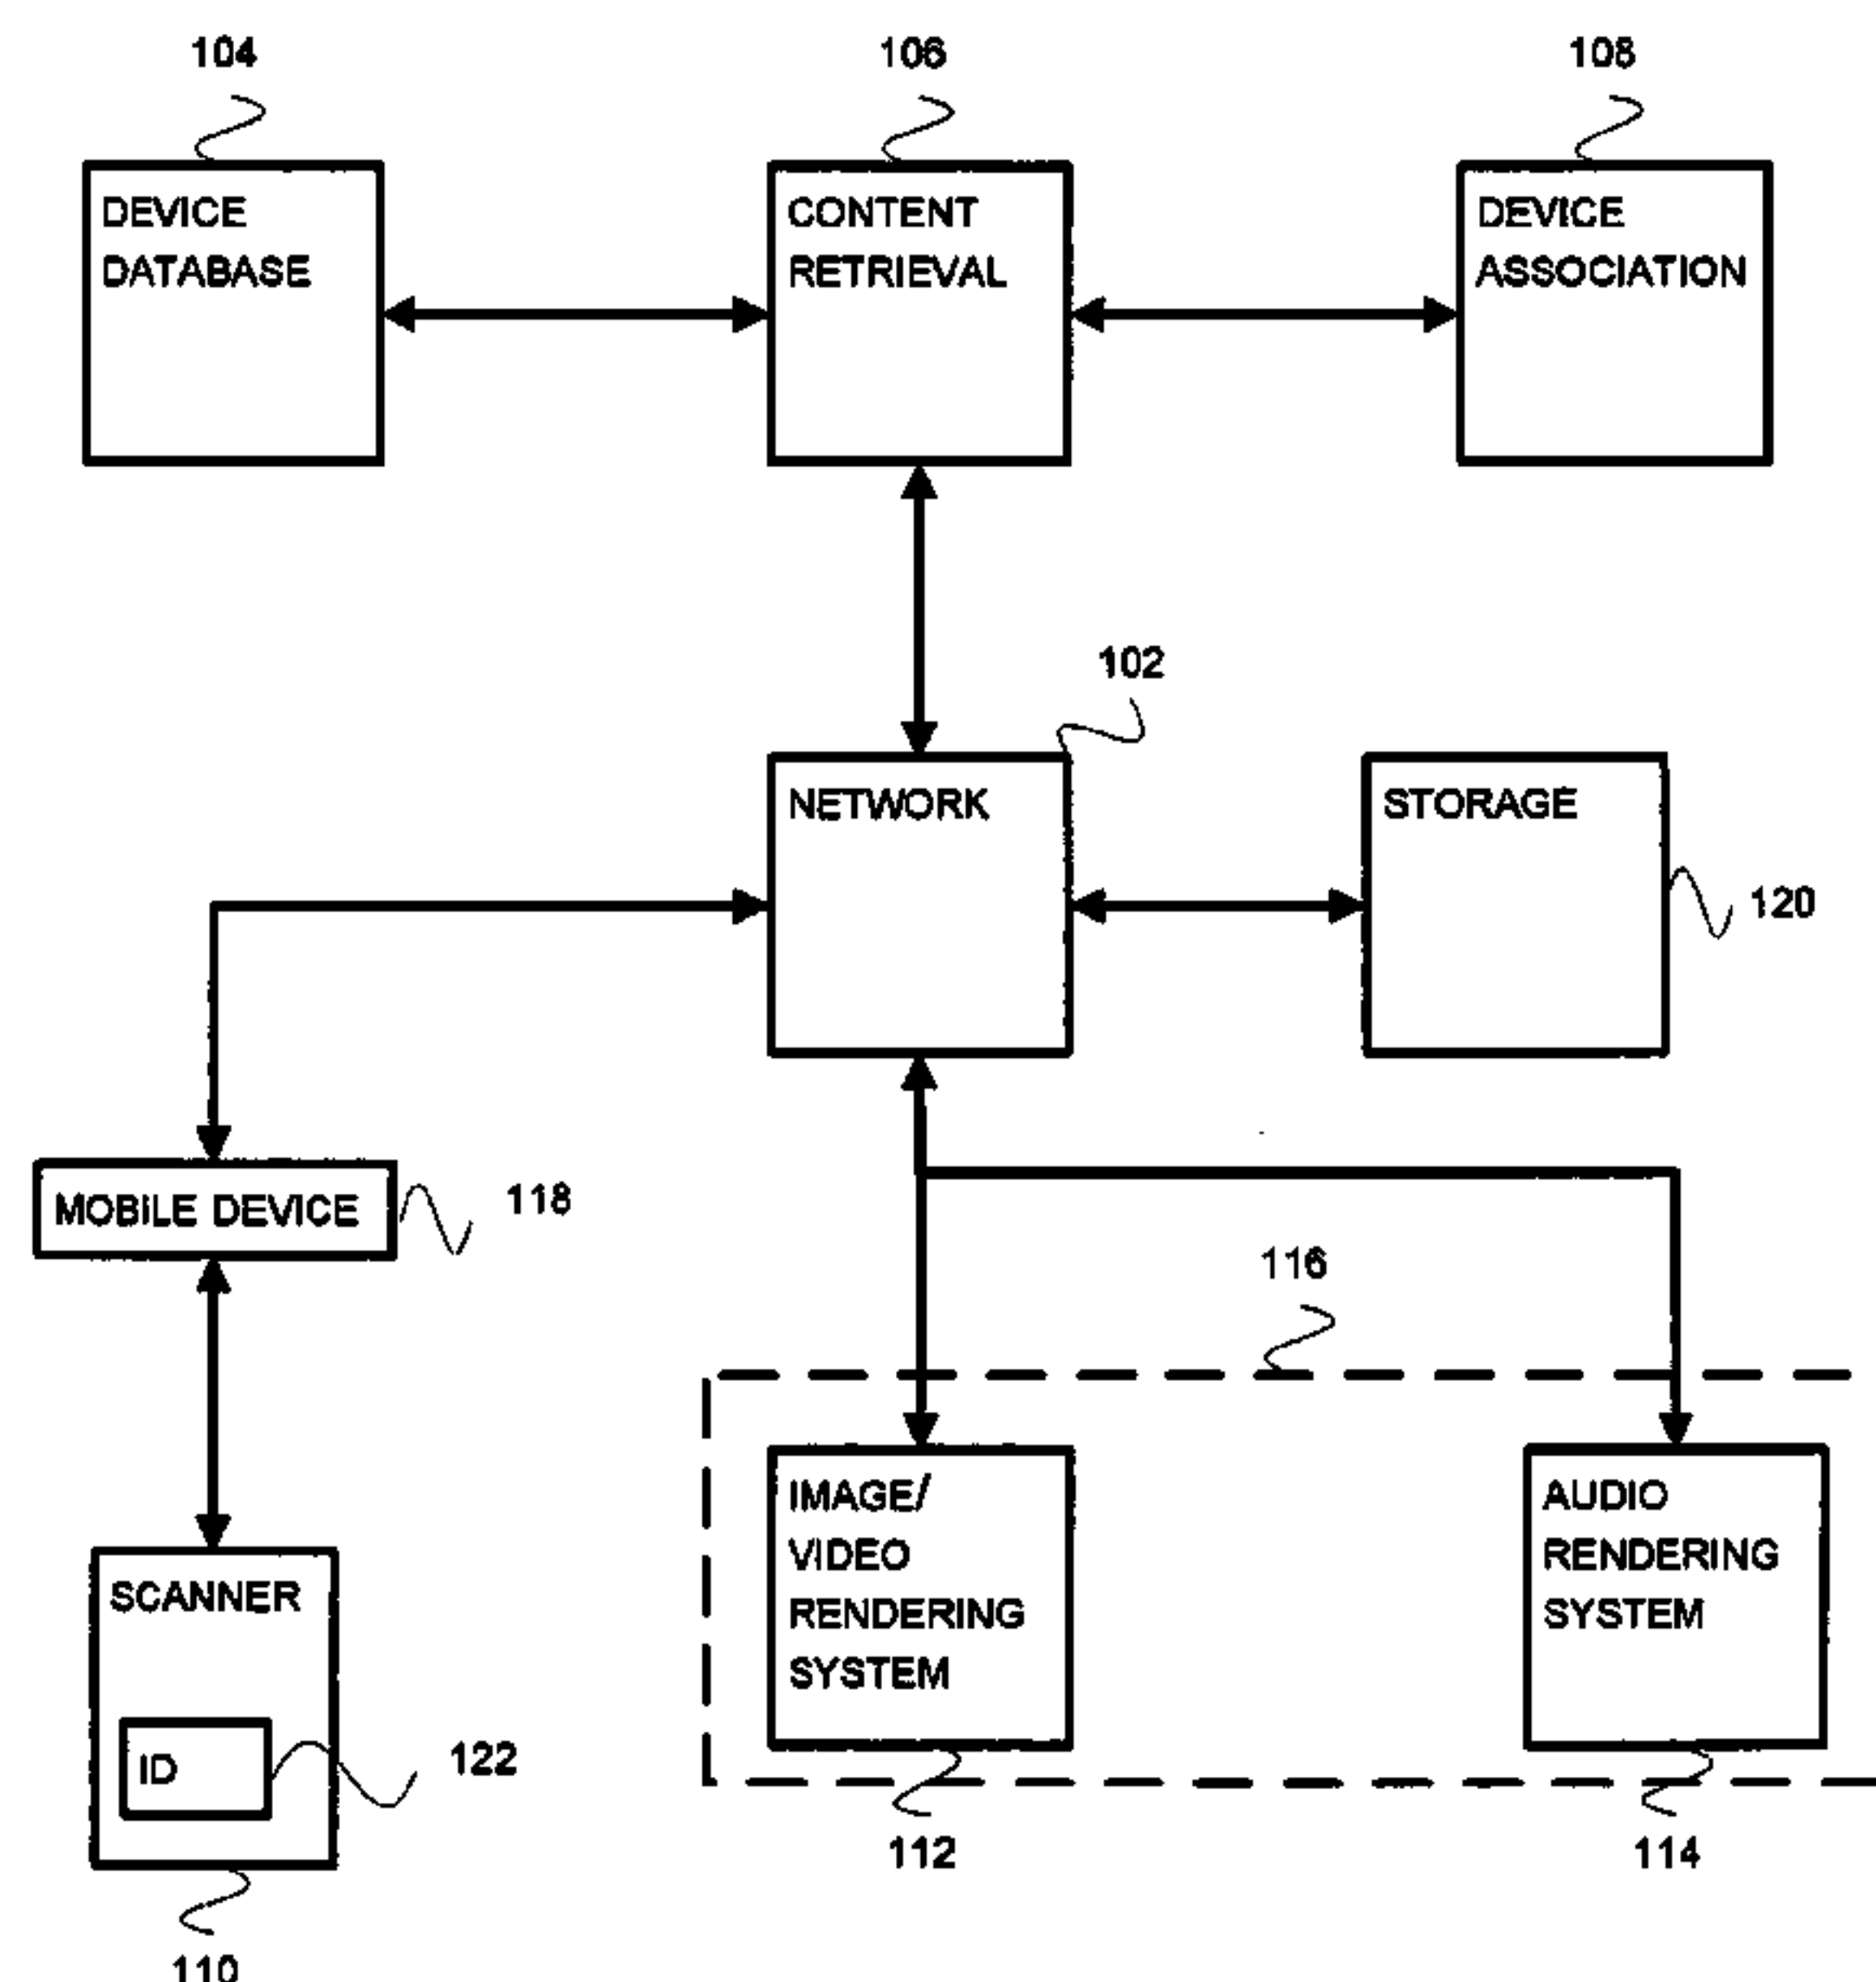 104
106
108
DEVICE
DATABASE
CONTENT
RETRIEVAL
DEVICE
ASSOCIATION
102
NETWORK
STORAGE
120
MOBILE DEVICE
118
116
SCANNER
ID
122
IMAGE/
VIDEO
RENDERING
SYSTEM
AUDIO
RENDERING
SYSTEM
112
114
110